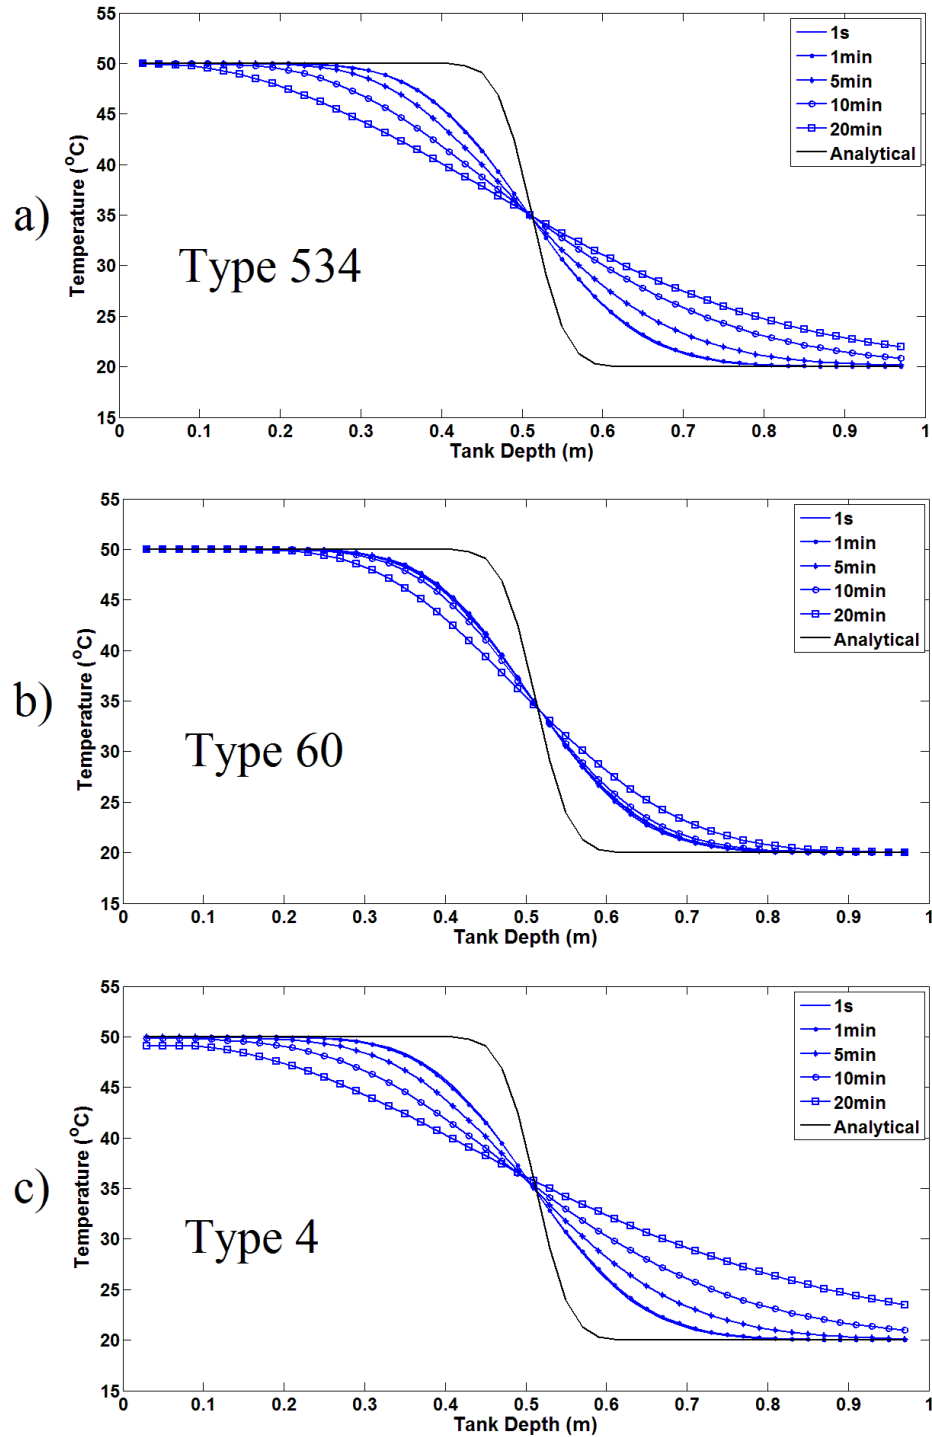 55
50
45
40
35
30
25
20
15
Temperature (°C)
1s
1min
5min
10min
20min
Analytical
a)
Type 534
0 0.1 0.2 0.3 0.4 0.5 0.6 0.7 0.8 0.9 1
Tank Depth (m)
55
50
45
40
35
30
25
20
15
Temperature (°C)
1s
1min
5min
10min
20min
Analytical
b)
Type 60
0 0.1 0.2 0.3 0.4 0.5 0.6 0.7 0.8 0.9 1
Tank Depth (m)
55
50
45
40
35
30
25
20
15
Temperature (°C)
1s
1min
5min
10min
20min
Analytical
c)
Type 4
0 0.1 0.2 0.3 0.4 0.5 0.6 0.7 0.8 0.9 1
Tank Depth (m)